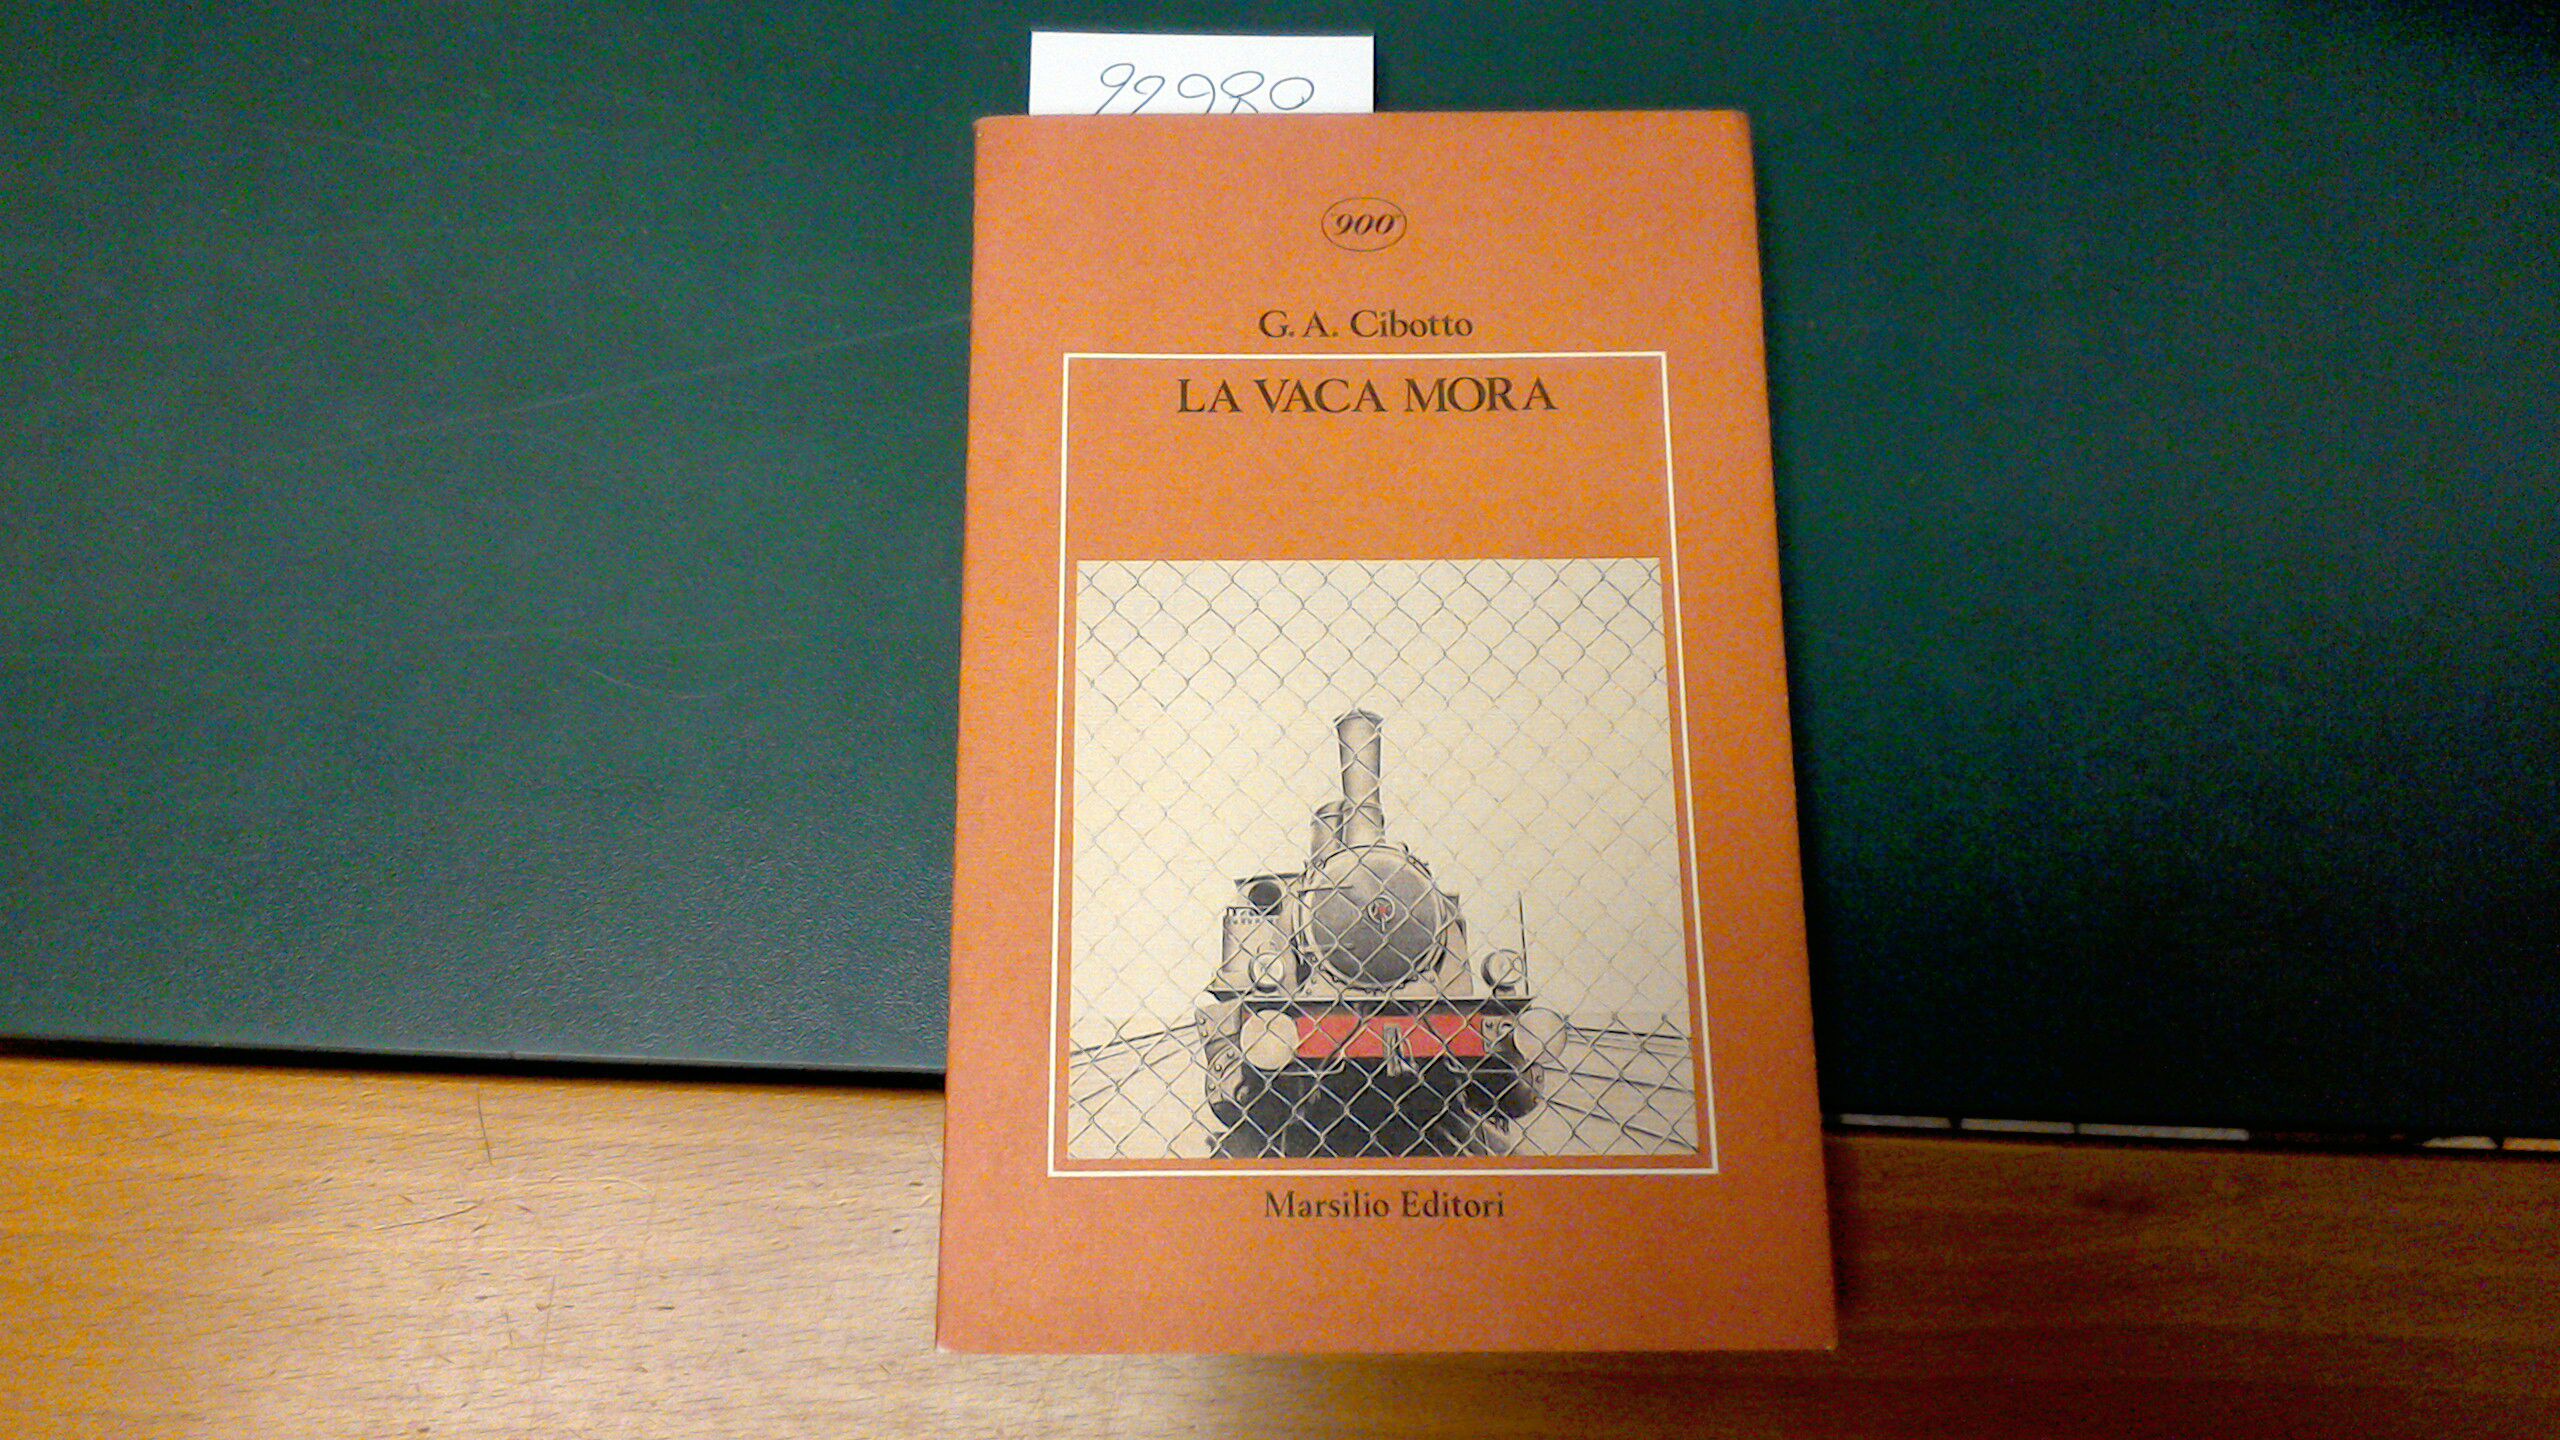 92980
"900"
G. A. Cibotto
LA VACA MORA
Marsilio Editori